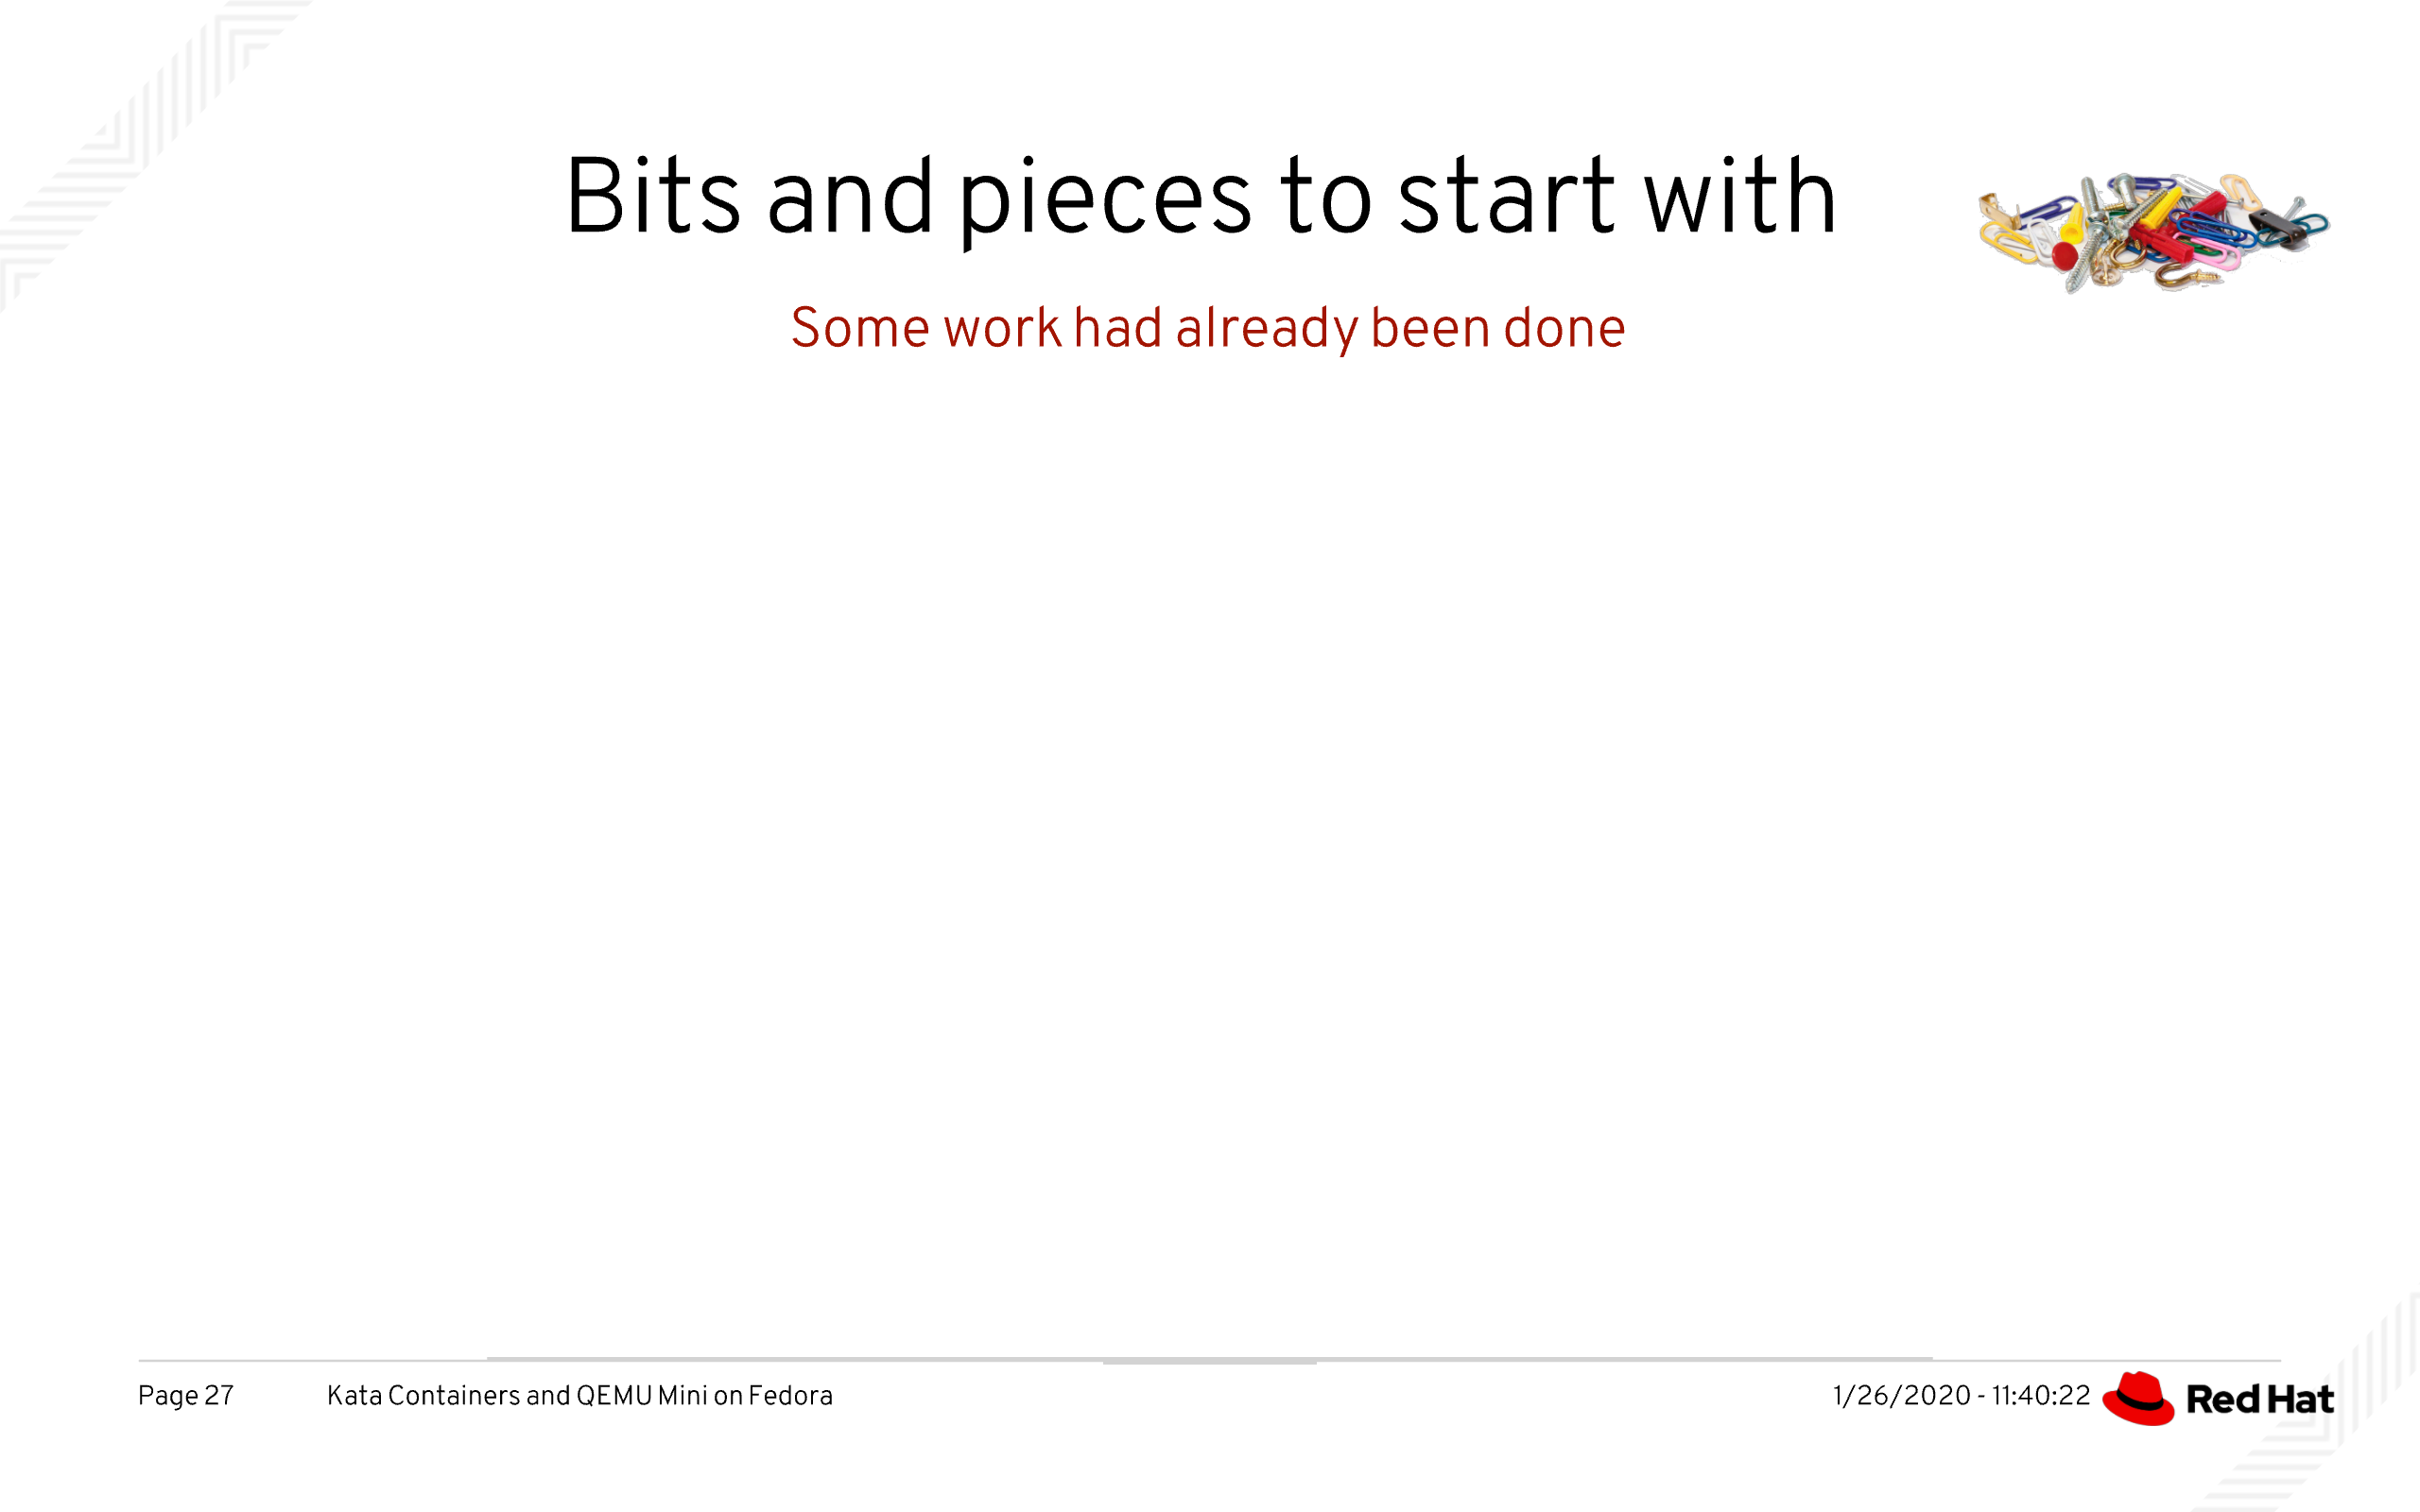 Bits and pieces to start with
Some work had already been done
Page 27 Kata Containers and QEMU Mini on Fedora 1/26/2020 - 11:40:22 Red Hat